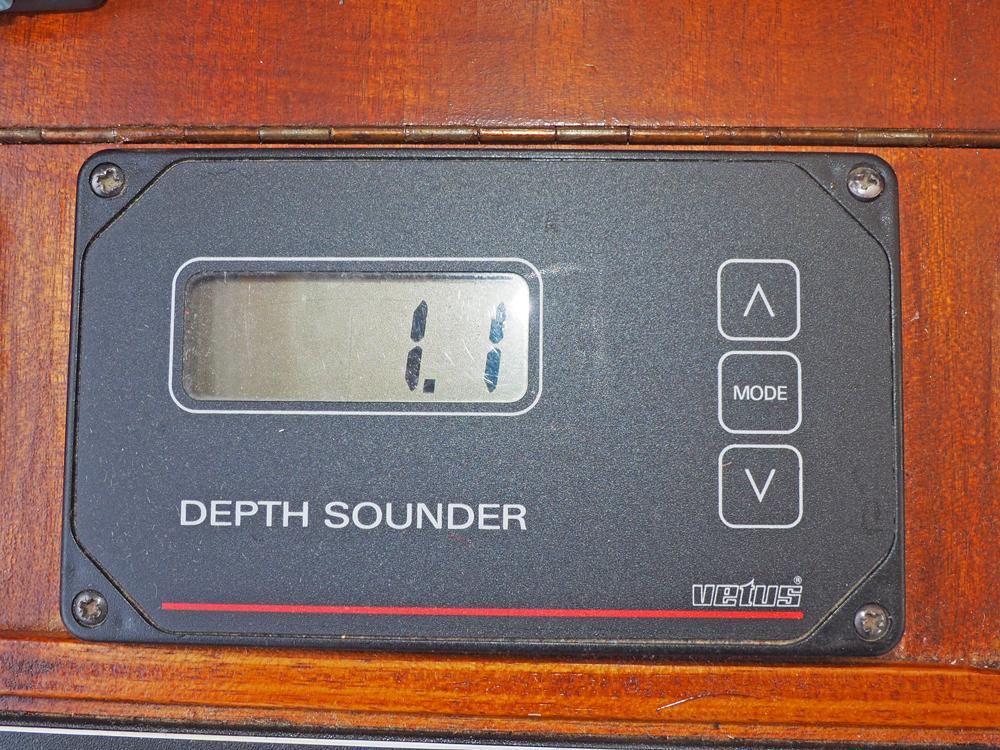 1.1
Λ
MODE
V
DEPTH SOUNDER
vetus®